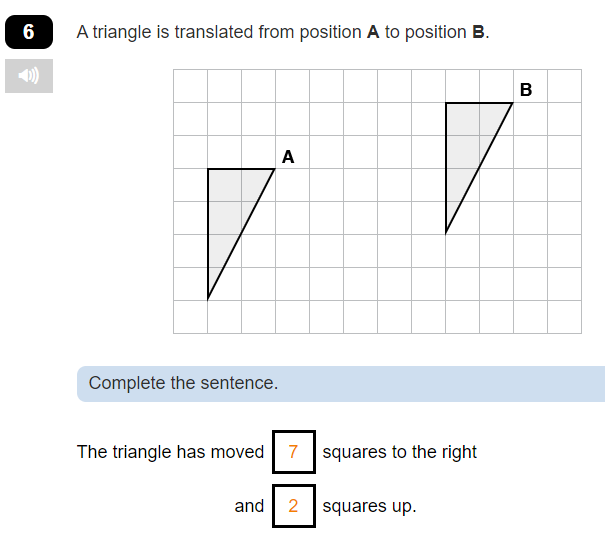 6
A triangle is translated from position A to position B.
B
A
Complete the sentence.
The triangle has moved 7 squares to the right
and 2 squares up.